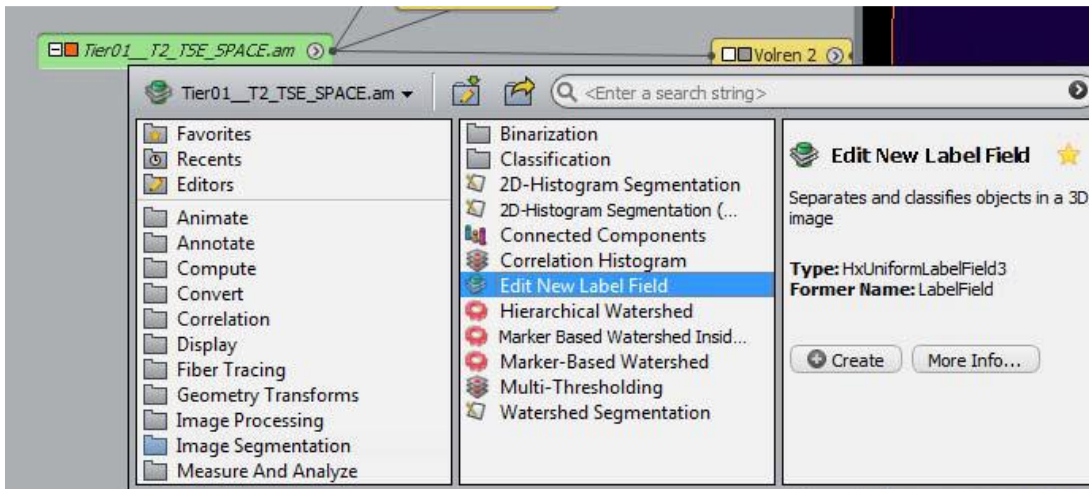 Tier01__T2_TSE_SPACE.am
Volren 2
Tier01__T2_TSE_SPACE.am
<Enter a search string>
Favorites
Recents
Editors
Animate
Annotate
Compute
Convert
Correlation
Display
Fiber Tracing
Geometry Transforms
Image Processing
Image Segmentation
Measure And Analyze
Binarization
Classification
2D-Histogram Segmentation
2D-Histogram Segmentation (...
Connected Components
Correlation Histogram
Edit New Label Field
Hierarchical Watershed
Marker Based Watershed Insid...
Marker-Based Watershed
Multi-Thresholding
Watershed Segmentation
Edit New Label Field
Separates and classifies objects in a 3D
image
Type: HxUniformLabelField3
Former Name: LabelField
Create
More Info...